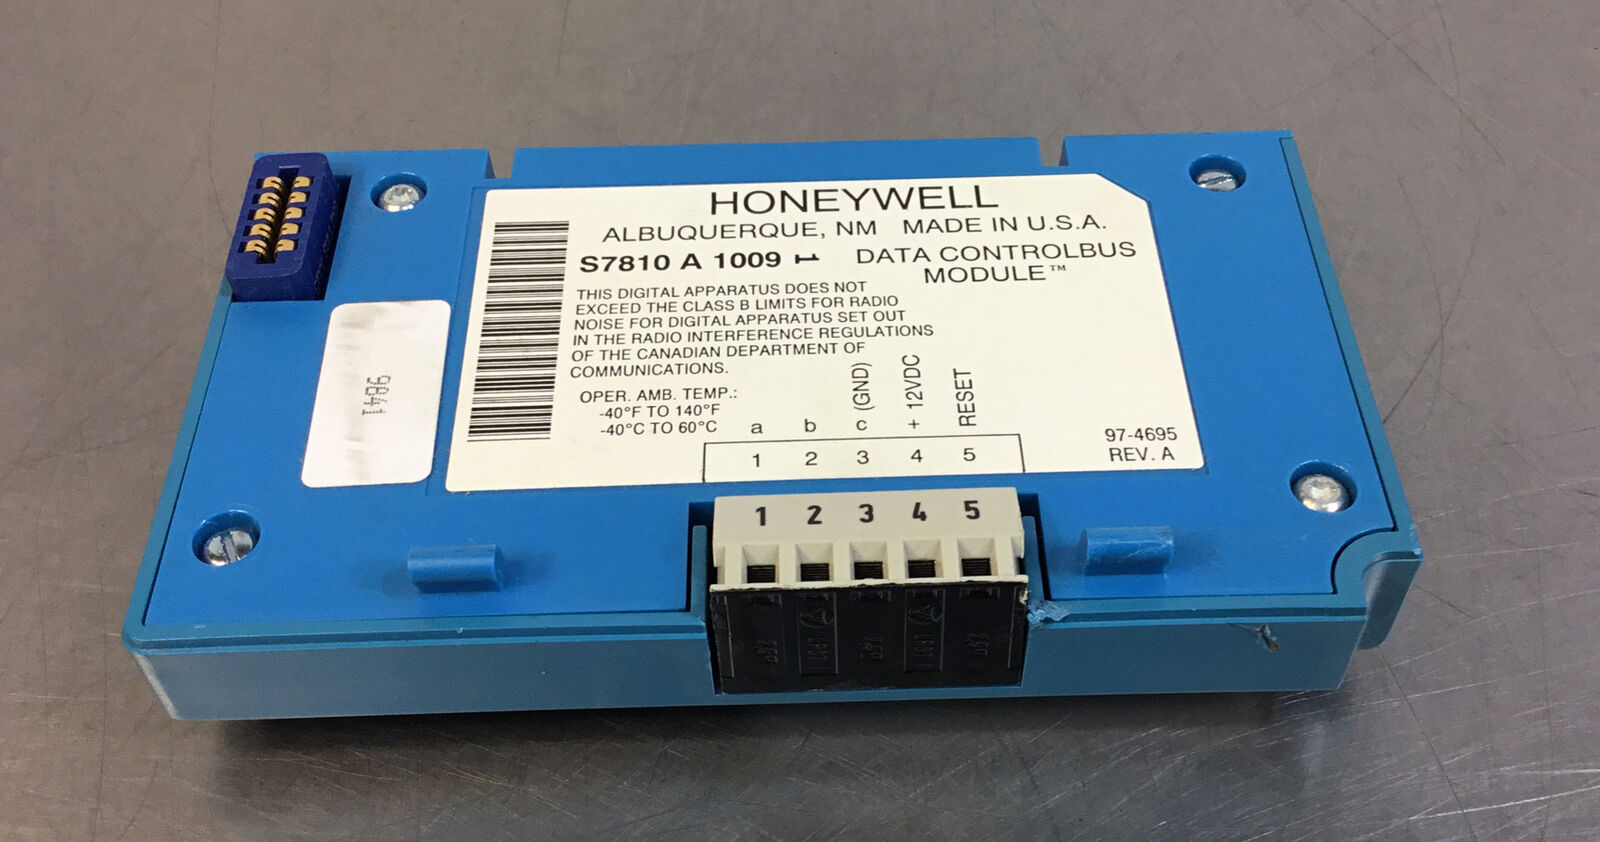 HONEYWELL
ALBUQUERQUE, NM MADE IN U.S.A.
S7810 A 1009 1 DATA CONTROLBUS
MODULE™
THIS DIGITAL APPARATUS DOES NOT
EXCEED THE CLASS B LIMITS FOR RADIO
NOISE FOR DIGITAL APPARATUS SET OUT
IN THE RADIO INTERFERENCE REGULATIONS
OF THE CANADIAN DEPARTMENT OF
COMMUNICATIONS.
OPER. AMB. TEMP.:
-40°F TO 140°F
-40°C TO 60°C
a b c (GND) + 12VDC RESET
1 2 3 4 5
97-4695
REV. A
1 2 3 4 5
9841